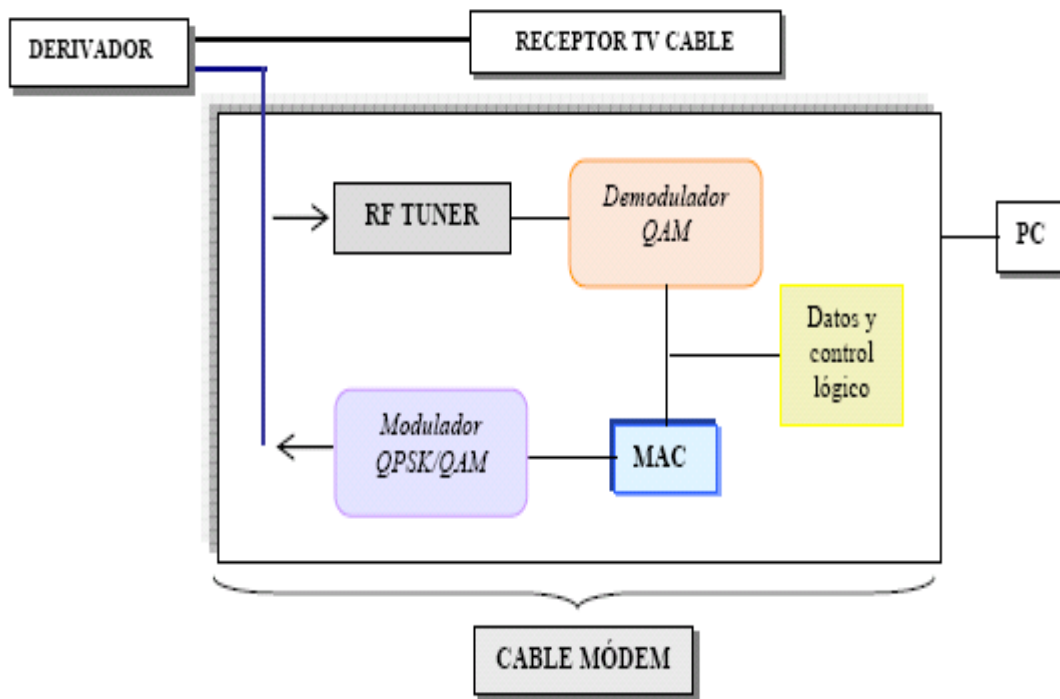 DERIVADOR
RECEPTOR TV CABLE
RF TUNER
Demodulador
QAM
PC
Datos y
control
lógico
Modulador
QPSK/QAM
MAC
CABLE MÓDEM